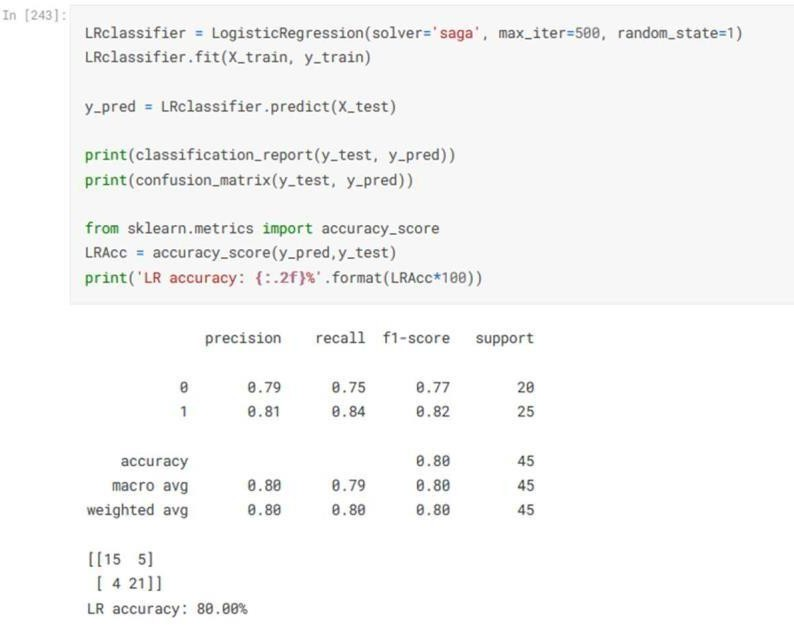 In [243]:
LRclassifier = LogisticRegression(solver='saga', max_iter=500, random_state=1)
LRclassifier.fit(X_train, y_train)
y_pred = LRclassifier.predict(X_test)
print(classification_report(y_test, y_pred))
print(confusion_matrix(y_test, y_pred))
from sklearn.metrics import accuracy_score
LRAcc = accuracy_score(y_pred,y_test)
print('LR accuracy: {:.2f}%'.format(LRAcc*100))
precision recall f1-score support
0 0.79 0.75 0.77 20
1 0.81 0.84 0.82 25
accuracy 0.80 45
macro avg 0.80 0.79 0.80 45
weighted avg 0.80 0.80 0.80 45
[[15 5]
[ 4 21]]
LR accuracy: 80.00%